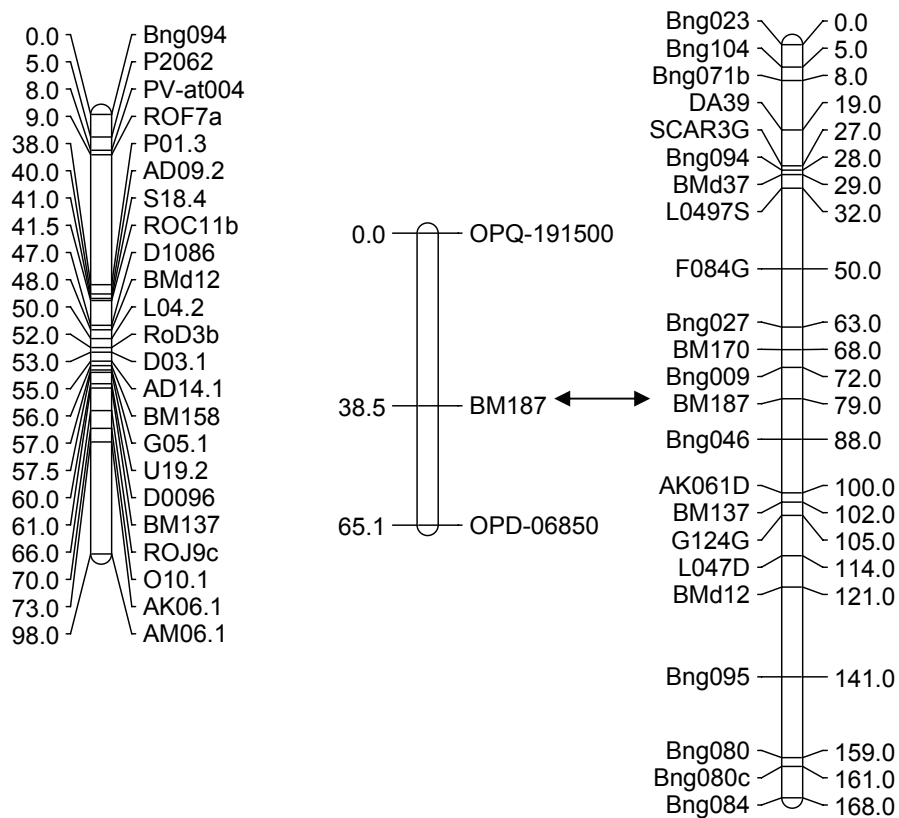 0.0 Bng094
5.0 P2062
8.0 PV-at004
9.0 ROF7a
38.0 P01.3
40.0 AD09.2
41.0 S18.4
41.5 ROC11b
47.0 D1086
48.0 BMd12
50.0 L04.2
52.0 RoD3b
53.0 D03.1
55.0 AD14.1
56.0 BM158
57.0 G05.1
57.5 U19.2
60.0 D0096
61.0 BM137
66.0 ROJ9c
70.0 O10.1
73.0 AK06.1
98.0 AM06.1
0.0 OPQ-191500
38.5 BM187
65.1 OPD-06850
Bng023 0.0
Bng104 5.0
Bng071b 8.0
DA39 19.0
SCAR3G 27.0
Bng094 28.0
BMd37 29.0
L0497S 32.0
F084G 50.0
Bng027 63.0
BM170 68.0
Bng009 72.0
BM187 79.0
Bng046 88.0
AK061D 100.0
BM137 102.0
G124G 105.0
L047D 114.0
BMd12 121.0
Bng095 141.0
Bng080 159.0
Bng080c 161.0
Bng084 168.0